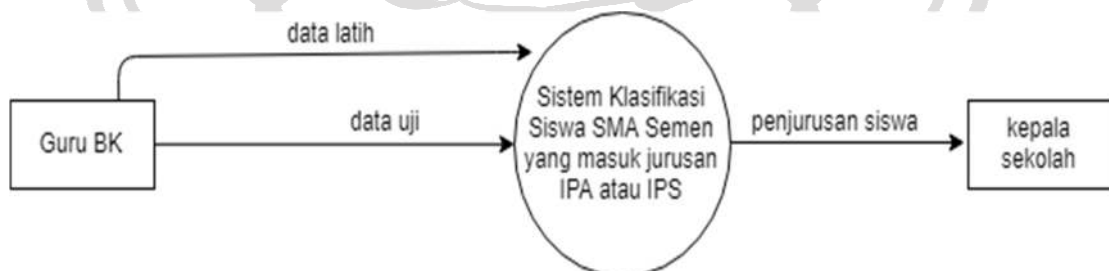 data latih
Guru BK
data uji
Sistem Klasifikasi
Siswa SMA Semen
yang masuk jurusan
IPA atau IPS
penjurusan siswa
kepala
sekolah